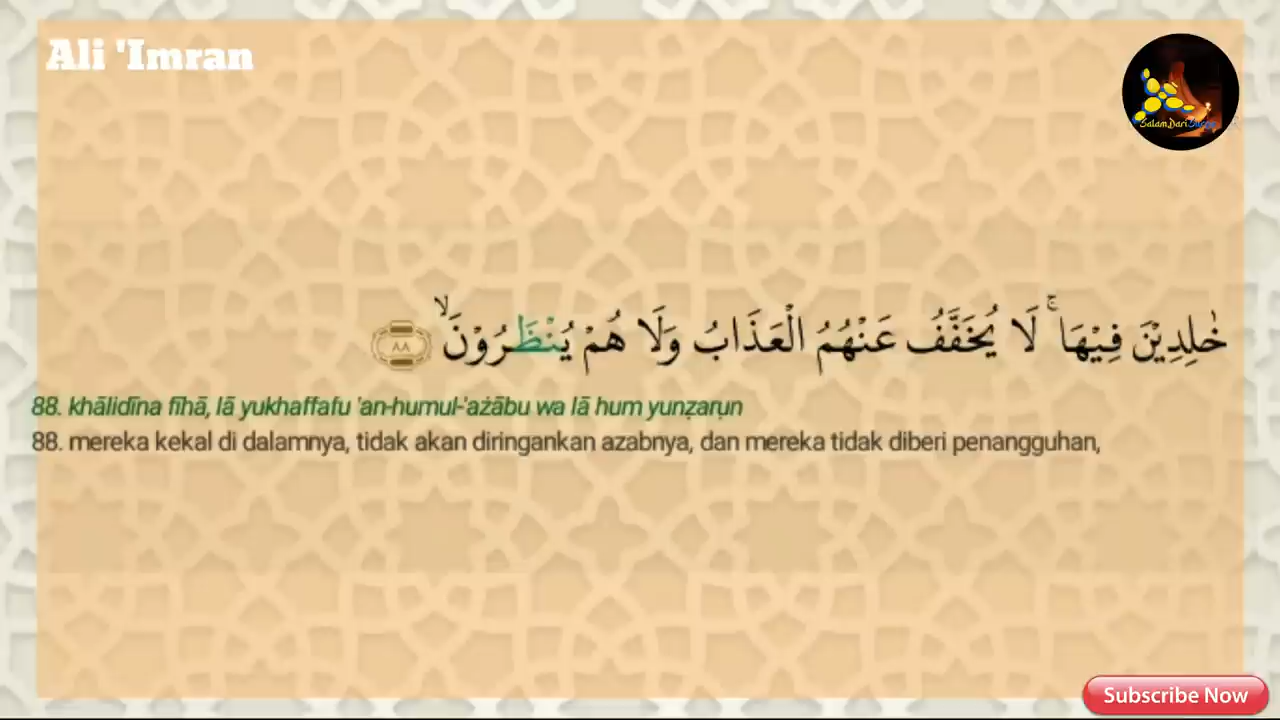 Ali 'Imran
خٰلِدِيْنَ فِيْهَاۚ لَا يُخَفَّفُ عَنْهُمُ الْعَذَابُ وَلَا هُمْ يُنْظَرُوْنَۙ ٨٨
88. khālidīna fīhā, lā yukhaffafu 'an-humul-'ażābu wa lā hum yunẓarụn
88. mereka kekal di dalamnya, tidak akan diringankan azabnya, dan mereka tidak diberi penangguhan,
Subscribe Now